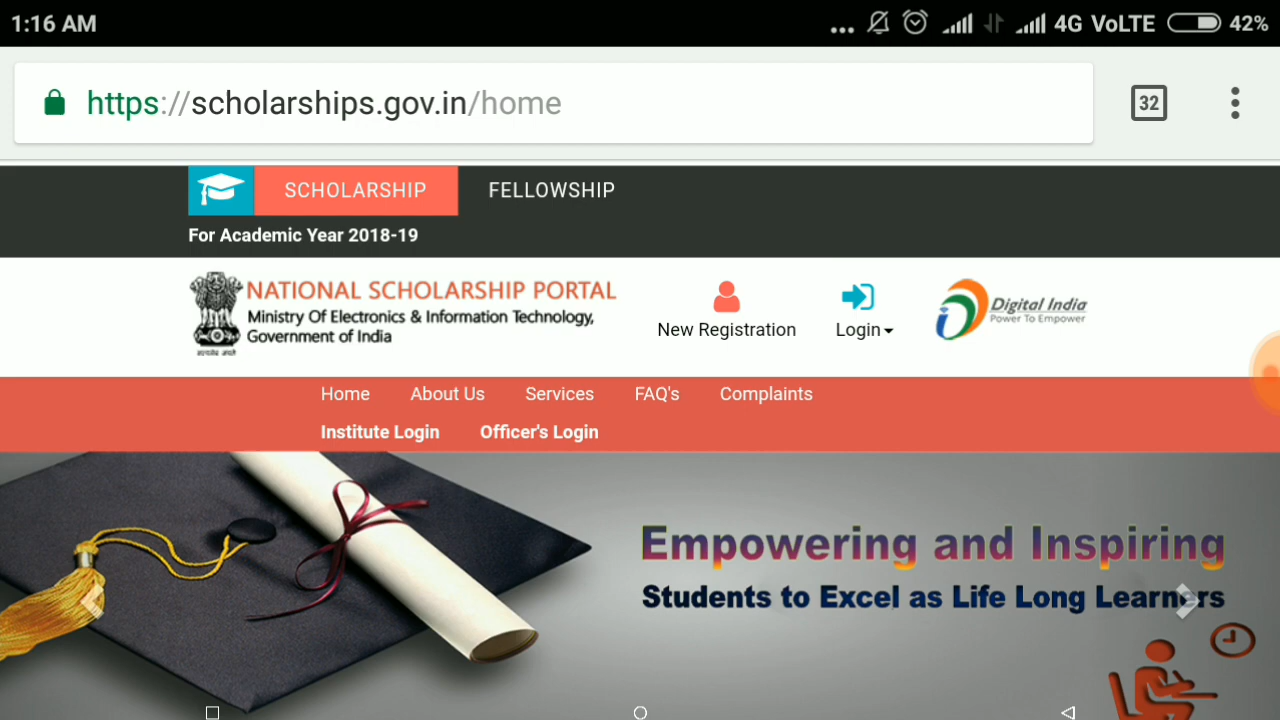 1:16 AM ... 4G VoLTE 42%
https://scholarships.gov.in/home 32
SCHOLARSHIP FELLOWSHIP
For Academic Year 2018-19
NATIONAL SCHOLARSHIP PORTAL
Ministry Of Electronics & Information Technology,
Government of India
New Registration Login
Digital India
Power To Empower
Home About Us Services FAQ's Complaints
Institute Login Officer's Login
Empowering and Inspiring
Students to Excel as Life Long Learners